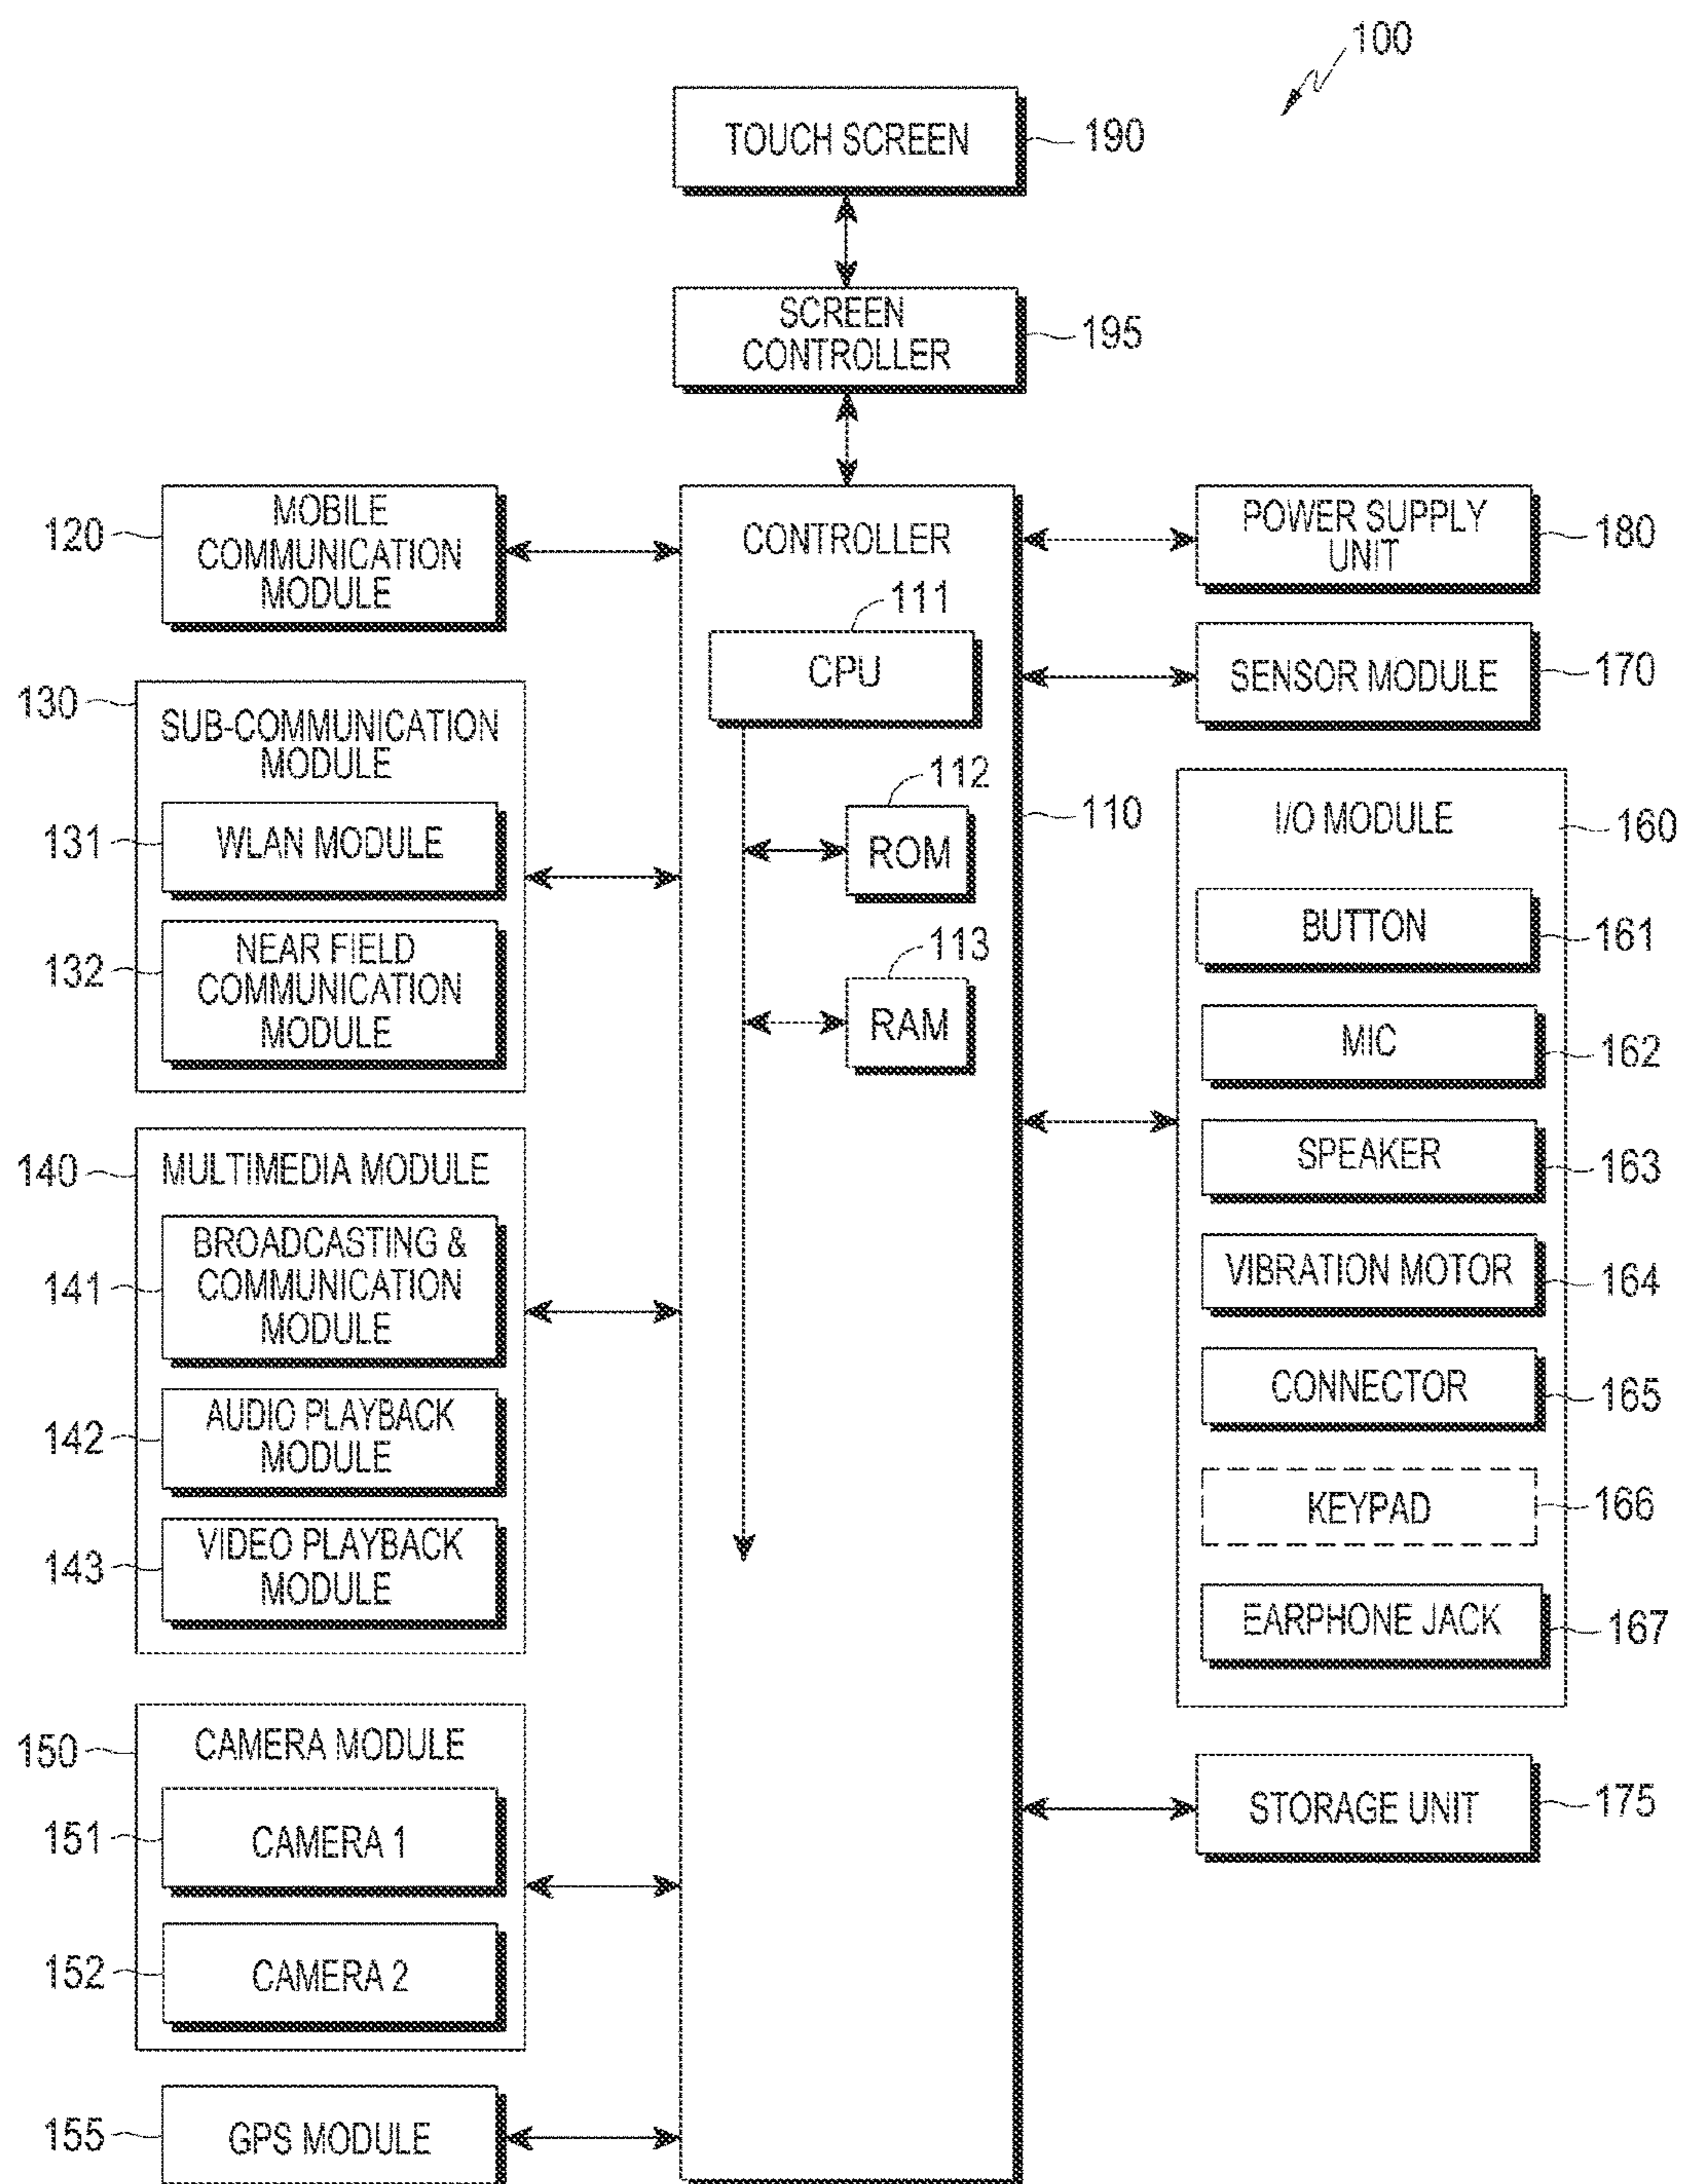 100
TOUCH SCREEN
190
SCREEN
CONTROLLER
195
120
MOBILE
COMMUNICATION
MODULE
130
SUB-COMMUNICATION
MODULE
131
WLAN MODULE
132
NEAR FIELD
COMMUNICATION
MODULE
140
MULTIMEDIA MODULE
141
BROADCASTING &
COMMUNICATION
MODULE
142
AUDIO PLAYBACK
MODULE
143
VIDEO PLAYBACK
MODULE
150
CAMERA MODULE
151
CAMERA 1
152
CAMERA 2
155
GPS MODULE
CONTROLLER
111
CPU
112
ROM
113
RAM
110
POWER SUPPLY
UNIT
180
SENSOR MODULE
170
I/O MODULE
160
BUTTON
161
MIC
162
SPEAKER
163
VIBRATION MOTOR
164
CONNECTOR
165
KEYPAD
166
EARPHONE JACK
167
STORAGE UNIT
175